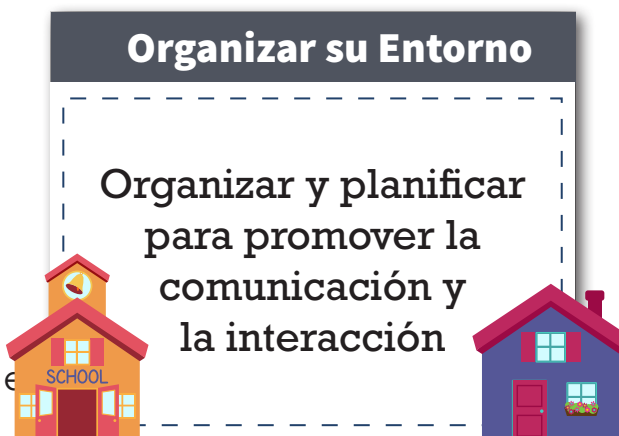 Organizar su Entorno
Organizar y planificar
para promover la
comunicación y
la interacción
SCHOOL